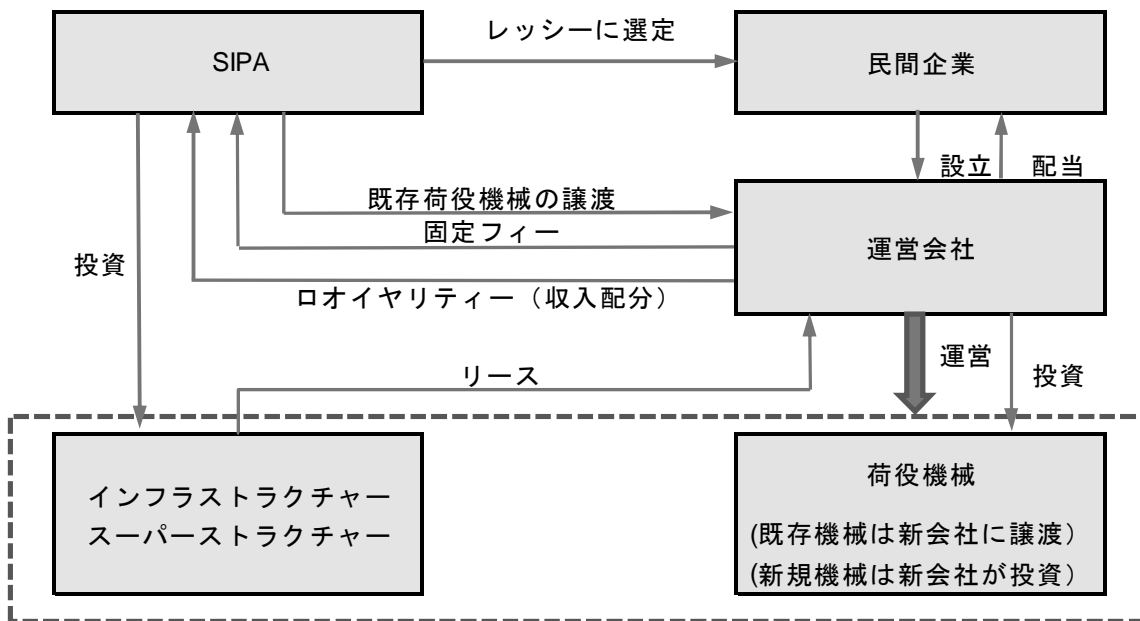 レッシーに選定
SIPA
民間企業
設立
配当
既存荷役機械の譲渡
固定フィー
運営会社
投資
ロオイヤリティー（収入配分）
運営
リース
投資
インフラストラクチャー
スーパーストラクチャー
荷役機械
(既存機械は新会社に譲渡）
(新規機械は新会社が投資）